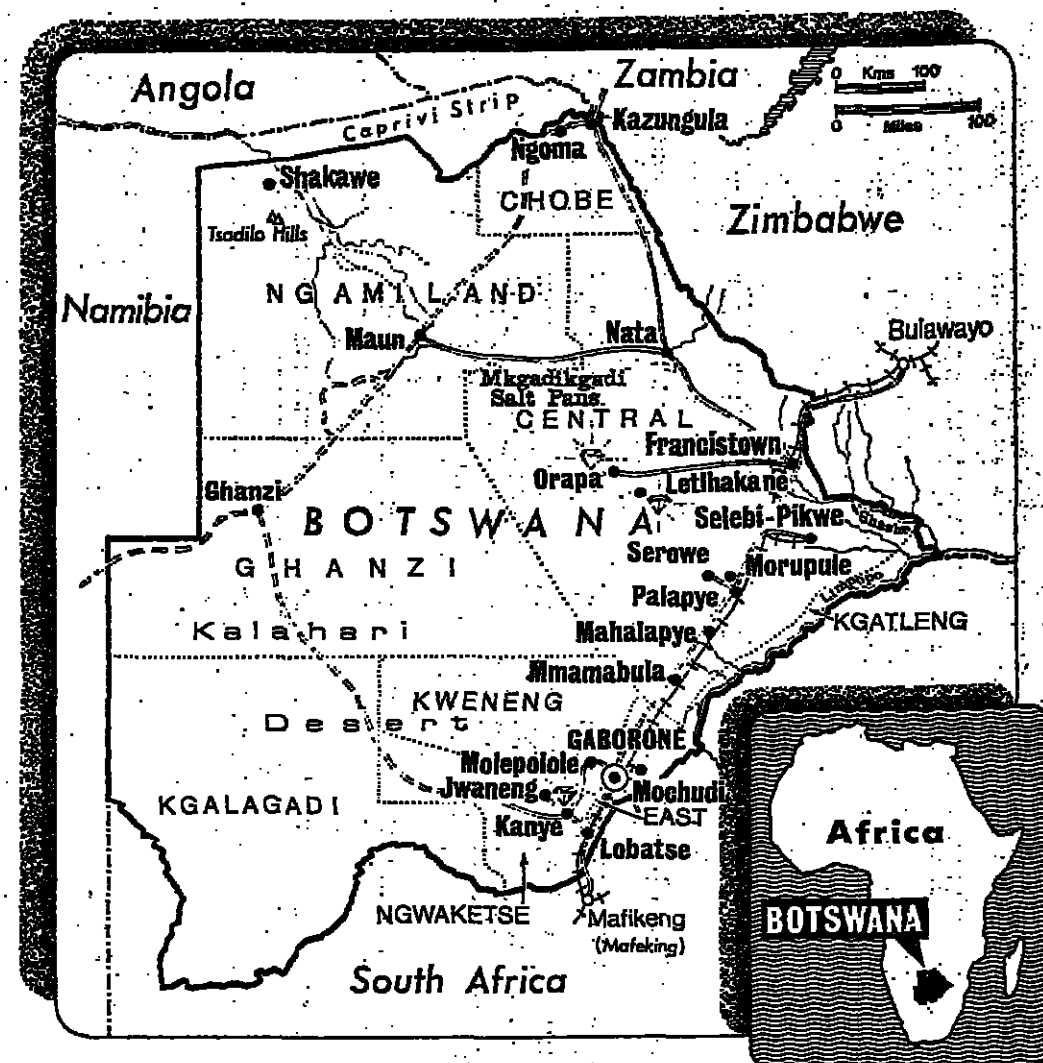 Angola
Zambia
0 Kms 100
0 Miles 100
Caprivi Strip
Kazungula
Ngoma
Shakawe
CHOBE
Tsodilo Hills
Zimbabwe
NGAMILAND
Namibia
Maun
Nata
Bulawayo
Mkgadikgadi
Salt Pans
CENTRAL
Francistown
Orapa
Letlhakane
Ghanzi
BOTSWANA
Selebi-Pikwe
Shashe
Serowe
Morupule
GHANZI
Palapye
Limpopo
Kalahari
Mahalapye
KGATLENG
Mmamabula
KWENENG
Desert
GABORONE
Molepolole
Jwaneng
Mochudi
KGALAGADI
Kanye
EAST
Lobatse
Africa
NGWAKETSE
Mafikeng
(Mafeking)
BOTSWANA
South Africa